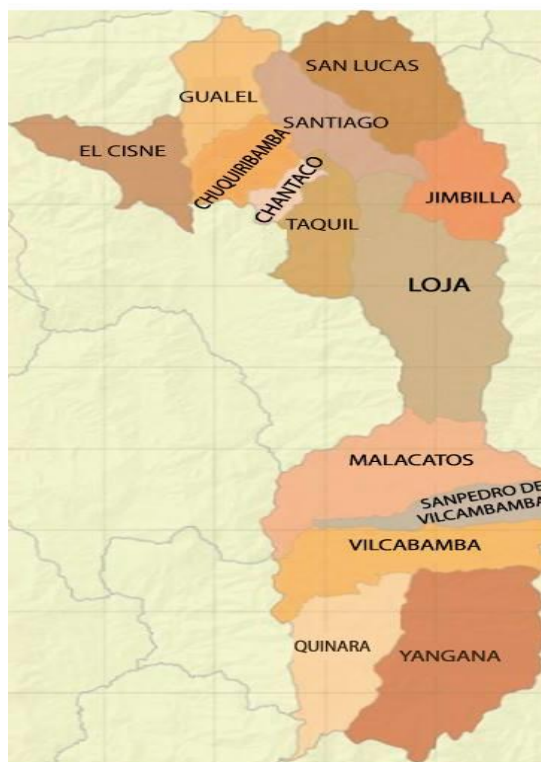 SAN LUCAS
GUALEL
SANTIAGO
EL CISNE
CHUQUIRIBAMBA
CHANTACO
JIMBILLA
TAQUIL
LOJA
MALACATOS
SANPEDRO DE
VILCAMBAMBA
VILCABAMBA
QUINARA
YANGANA